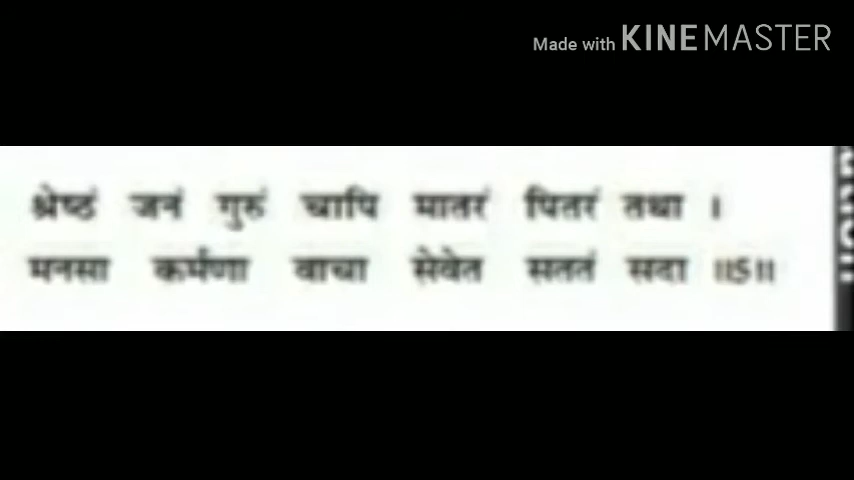 Made with KINEMASTER
श्रेष्ठं जनं गुरुं चापि मातरं पितरं तथा ।
मनसा कर्मणा वाचा सेवेत सततं सदा ॥5॥